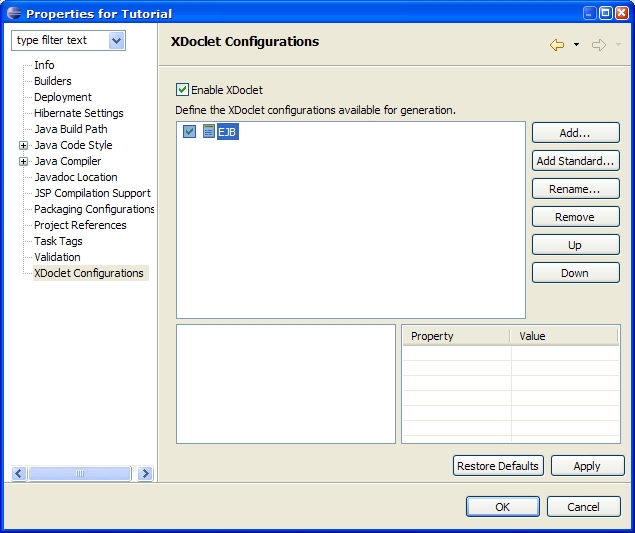 Properties for Tutorial
type filter text
Info
Builders
Deployment
Hibernate Settings
Java Build Path
Java Code Style
Java Compiler
Javadoc Location
JSP Compilation Support
Packaging Configurations
Project References
Task Tags
Validation
XDoclet Configurations
XDoclet Configurations
Enable XDoclet
Define the XDoclet configurations available for generation.
EJB
Add...
Add Standard...
Rename...
Remove
Up
Down
Property Value
Restore Defaults Apply
OK Cancel